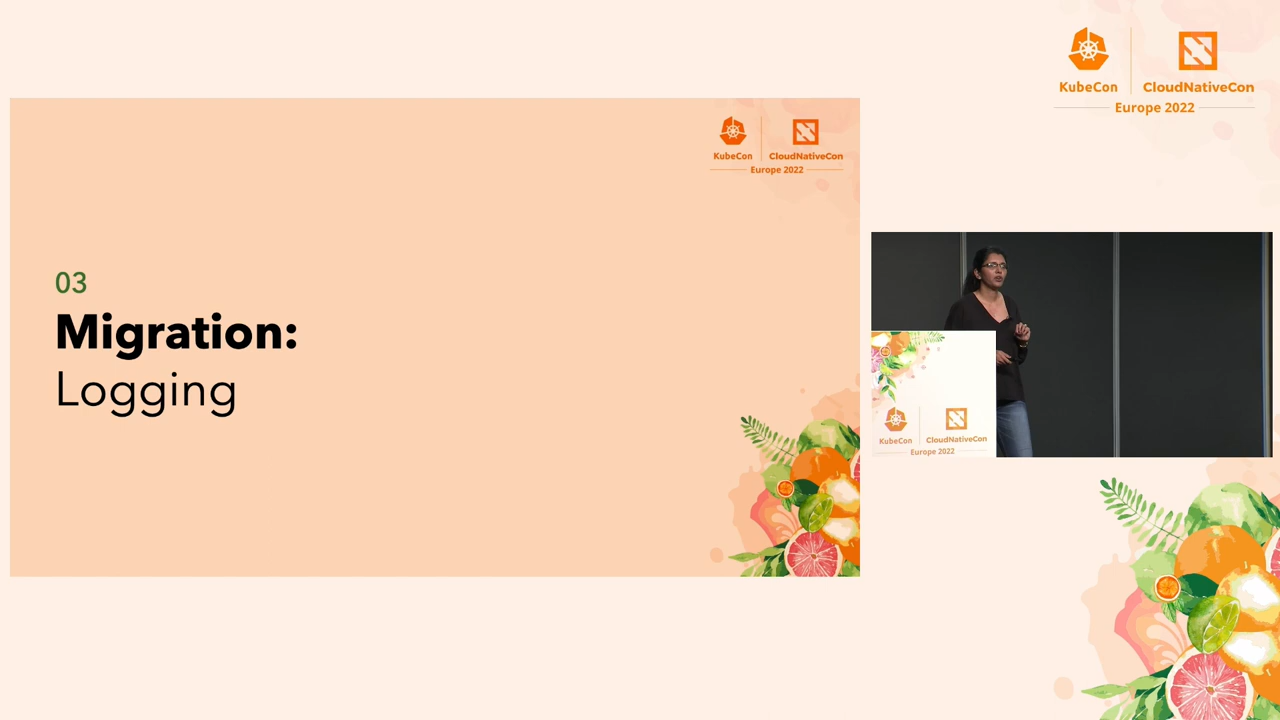 KubeCon
CloudNativeCon
Europe 2022
KubeCon
CloudNativeCon
Europe 2022
03
Migration:
Logging
KubeCon
CloudNativeCon
Europe 2022